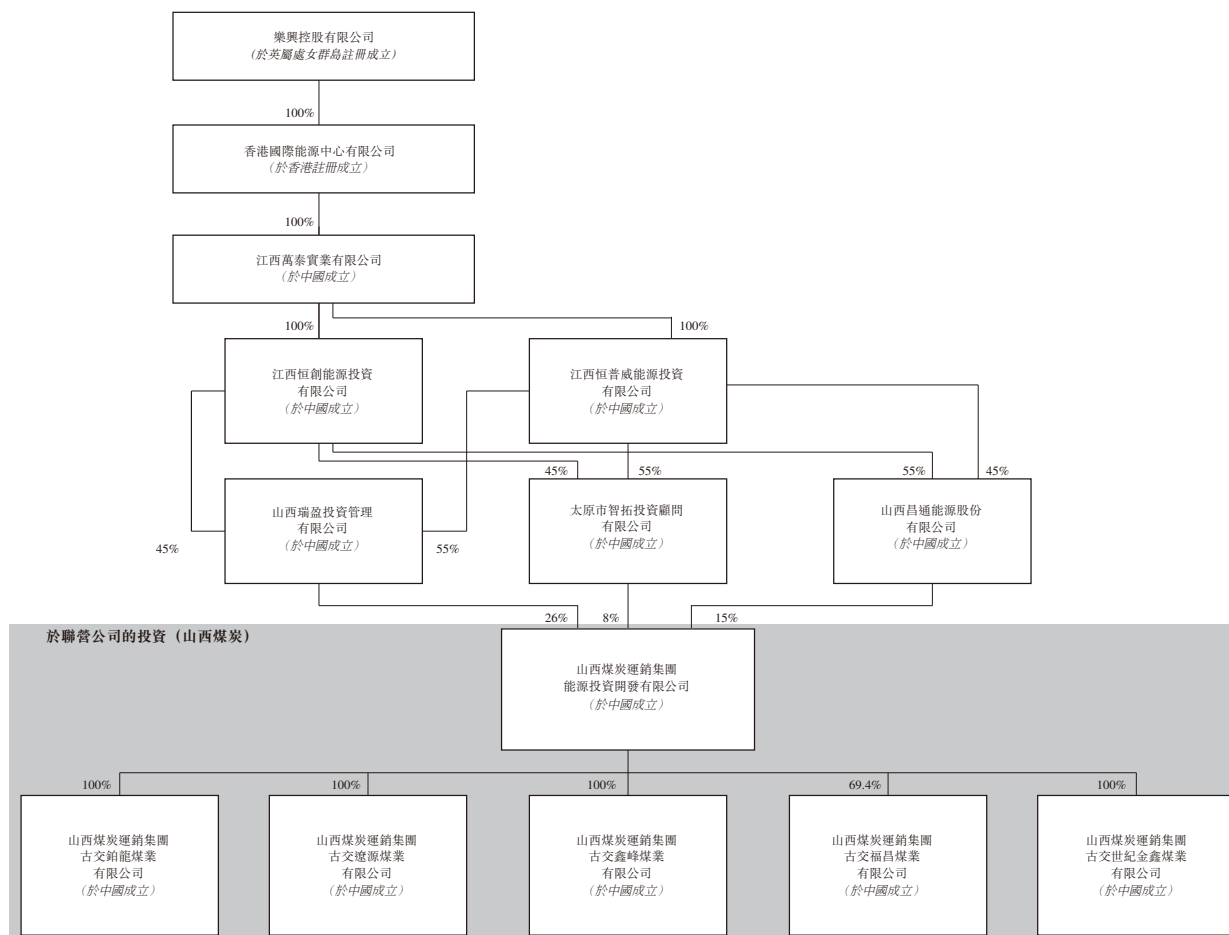 樂興控股有限公司
(於英屬處女群島註冊成立)
100%
香港國際能源中心有限公司
(於香港註冊成立)
100%
江西萬泰實業有限公司
(於中國成立)
100%
100%
江西恒創能源投資
有限公司
(於中國成立)
江西恒普威能源投資
有限公司
(於中國成立)
45%
55%
55%
45%
山西瑞盈投資管理
有限公司
(於中國成立)
太原市智拓投資顧問
有限公司
(於中國成立)
山西昌通能源股份
有限公司
(於中國成立)
45%
55%
26%
8%
15%
於聯營公司的投資（山西煤炭）
山西煤炭運銷集團
能源投資開發有限公司
(於中國成立)
100%
100%
100%
69.4%
100%
山西煤炭運銷集團
古交鉑龍煤業
有限公司
(於中國成立)
山西煤炭運銷集團
古交遼源煤業
有限公司
(於中國成立)
山西煤炭運銷集團
古交鑫峰煤業
有限公司
(於中國成立)
山西煤炭運銷集團
古交福昌煤業
有限公司
(於中國成立)
山西煤炭運銷集團
古交世紀金鑫煤業
有限公司
(於中國成立)